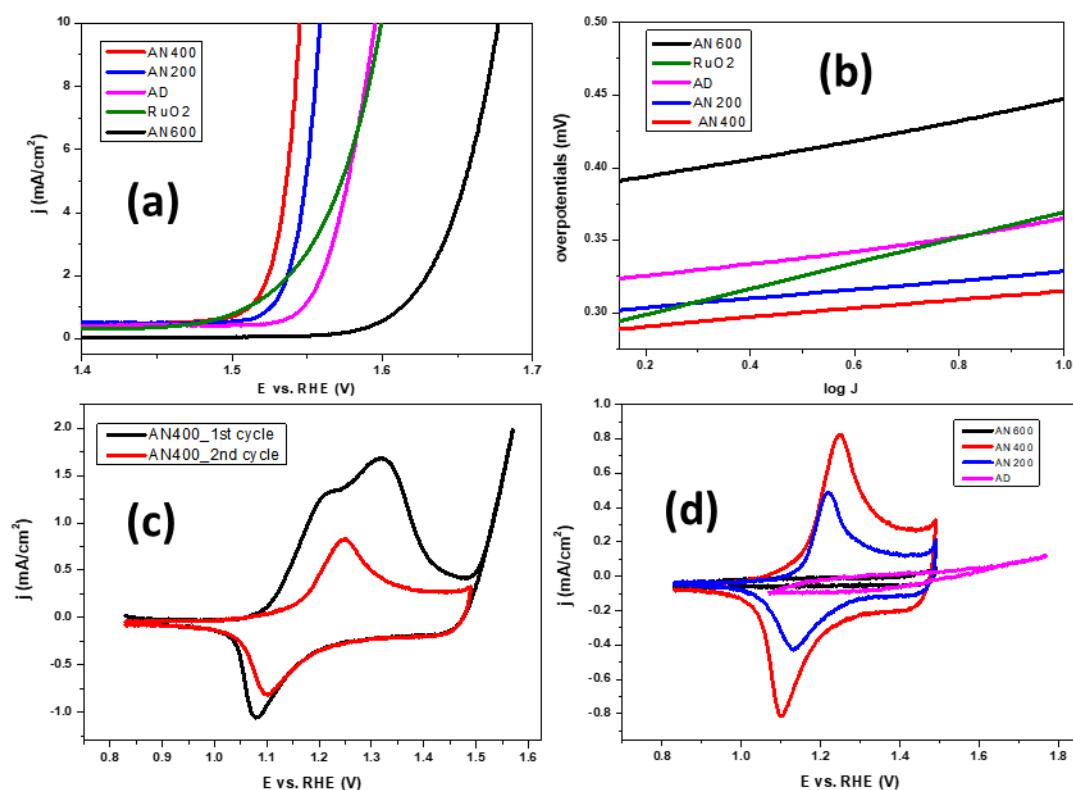 10
8
6
4
2
0
j (mA/cm²)
AN400
AN200
AD
RuO2
AN600
(a)
1.4
1.5
1.6
1.7
E vs. RHE (V)
0.50
0.45
0.40
0.35
0.30
overpotentials (mV)
AN600
RuO2
AD
AN200
AN400
(b)
0.2
0.4
0.6
0.8
1.0
log J
2.0
1.5
1.0
0.5
0.0
-0.5
-1.0
j (mA/cm²)
AN400_1st cycle
AN400_2nd cycle
(c)
0.8
0.9
1.0
1.1
1.2
1.3
1.4
1.5
1.6
E vs. RHE (V)
1.0
0.8
0.6
0.4
0.2
0.0
-0.2
-0.4
-0.6
-0.8
j (mA/cm²)
AN600
AN400
AN200
AD
(d)
0.8
1.0
1.2
1.4
1.6
1.8
E vs. RHE (V)